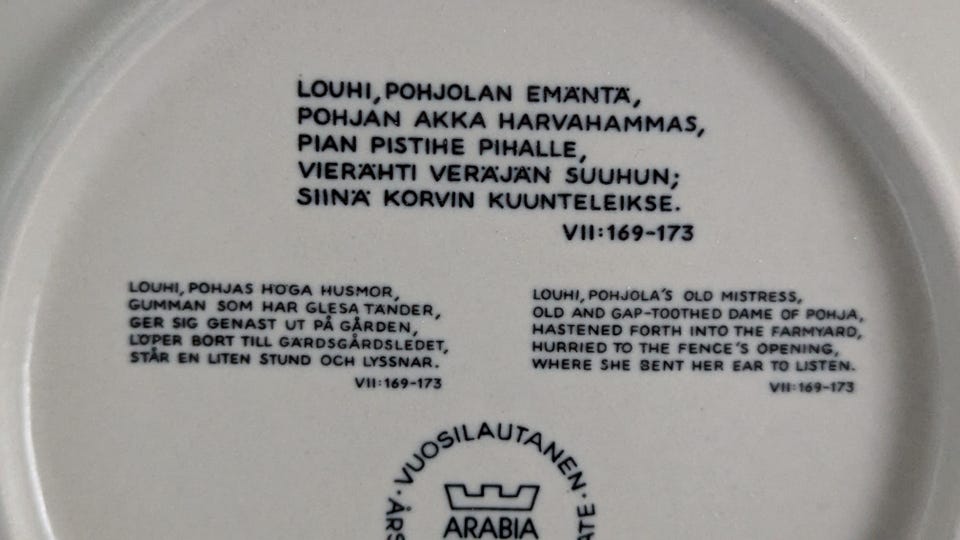 LOUHI, POHJOLAN EMÄNTÄ,
POHJAN AKKA HARVAHAMMAS,
PIAN PISTIHE PIHALLE,
VIERÄHTI VERÄJÄN SUUHUN;
SIINÄ KORVIN KUUNTELEIKSE.
VII:169-173
LOUHI, POHJAS HÖGA HUSMOR,
GUMMAN SOM HAR GLESA TÄNDER,
GER SIG GENAST UT PÅ GÅRDEN,
LÖPER BORT TILL GÄRDSGÅRDSLEDET,
STÅR EN LITEN STUND OCH LYSSNAR.
VII:169-173
LOUHI, POHJOLA'S OLD MISTRESS,
OLD AND GAP-TOOTHED DAME OF POHJA,
HASTENED FORTH INTO THE FARMYARD,
HURRIED TO THE FENCE'S OPENING,
WHERE SHE BENT HER EAR TO LISTEN.
VII:169-173
· VUOSILAUTANEN ·
ARABIA